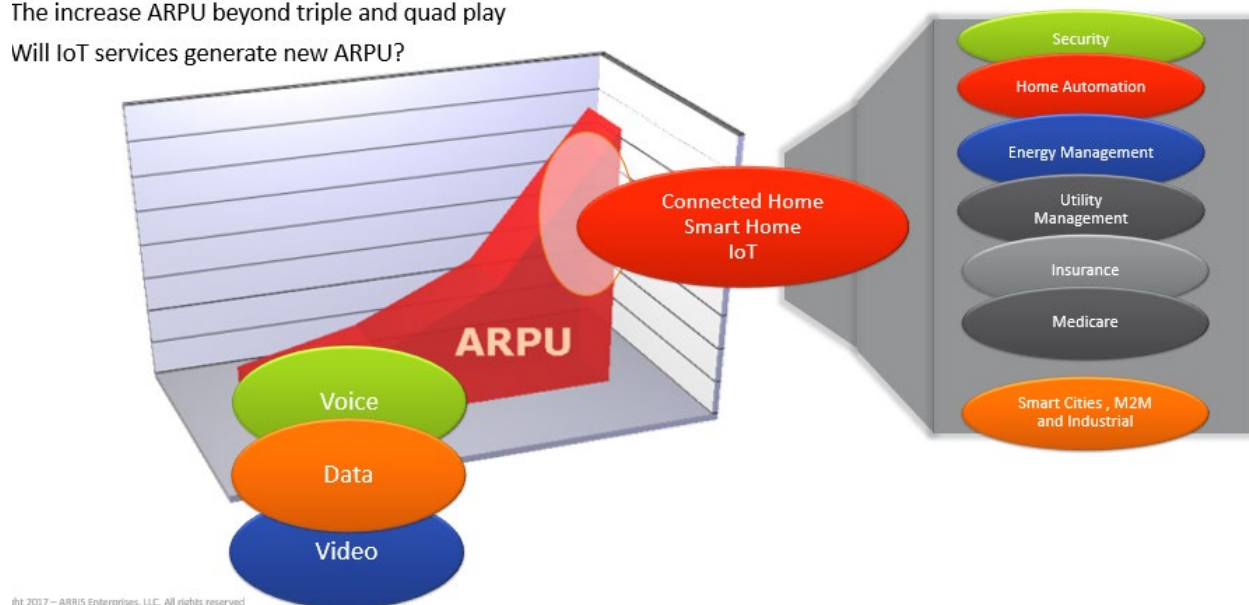 The increase ARPU beyond triple and quad play
Will IoT services generate new ARPU?
Security
Home Automation
Energy Management
Utility
Management
Insurance
Medicare
Smart Cities , M2M
and Industrial
Connected Home
Smart Home
IoT
ARPU
Voice
Data
Video
ht 2017 – ARRIS Enterprises, LLC. All rights reserved